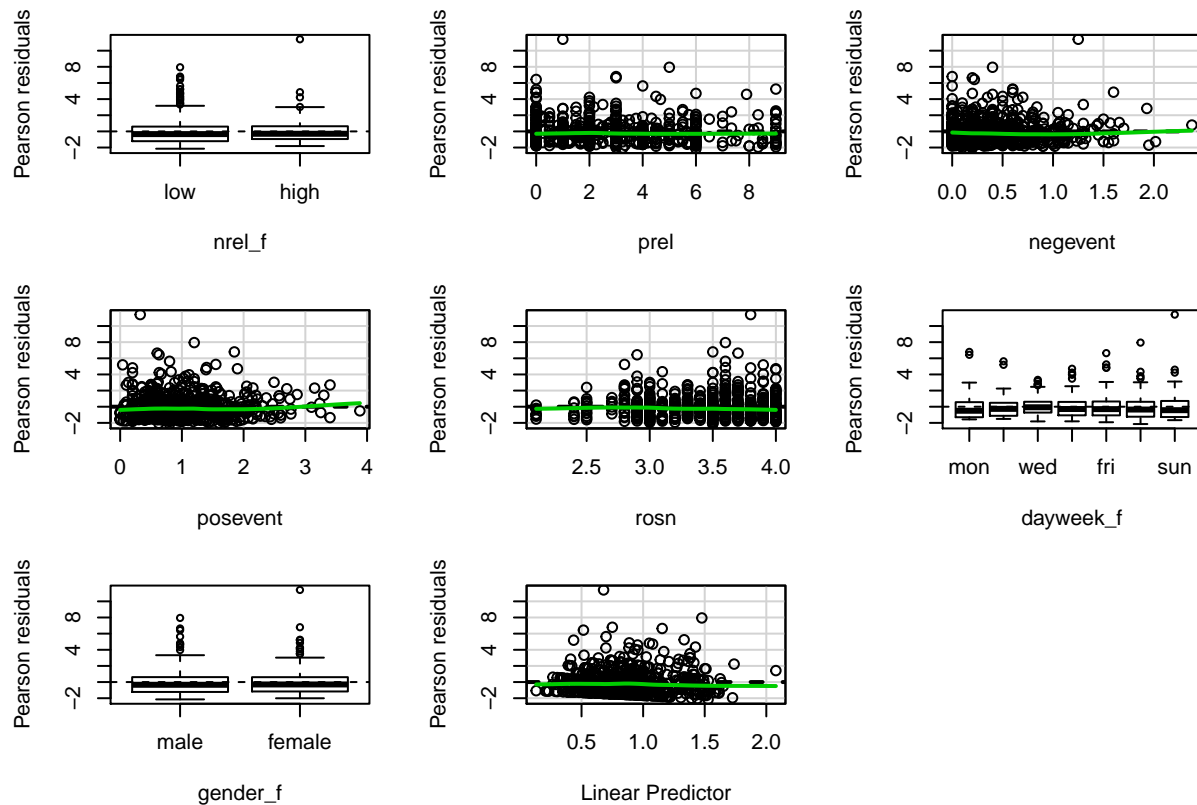 Pearson residuals
8
4
−2
low high
nrel_f
Pearson residuals
8
4
−2
0 2 4 6 8
prel
Pearson residuals
8
4
−2
0.0 0.5 1.0 1.5 2.0
negevent
Pearson residuals
8
4
−2
0 1 2 3 4
posevent
Pearson residuals
8
4
−2
2.5 3.0 3.5 4.0
rosn
Pearson residuals
8
4
−2
mon wed fri sun
dayweek_f
Pearson residuals
8
4
−2
male female
gender_f
Pearson residuals
8
4
−2
0.5 1.0 1.5 2.0
Linear Predictor